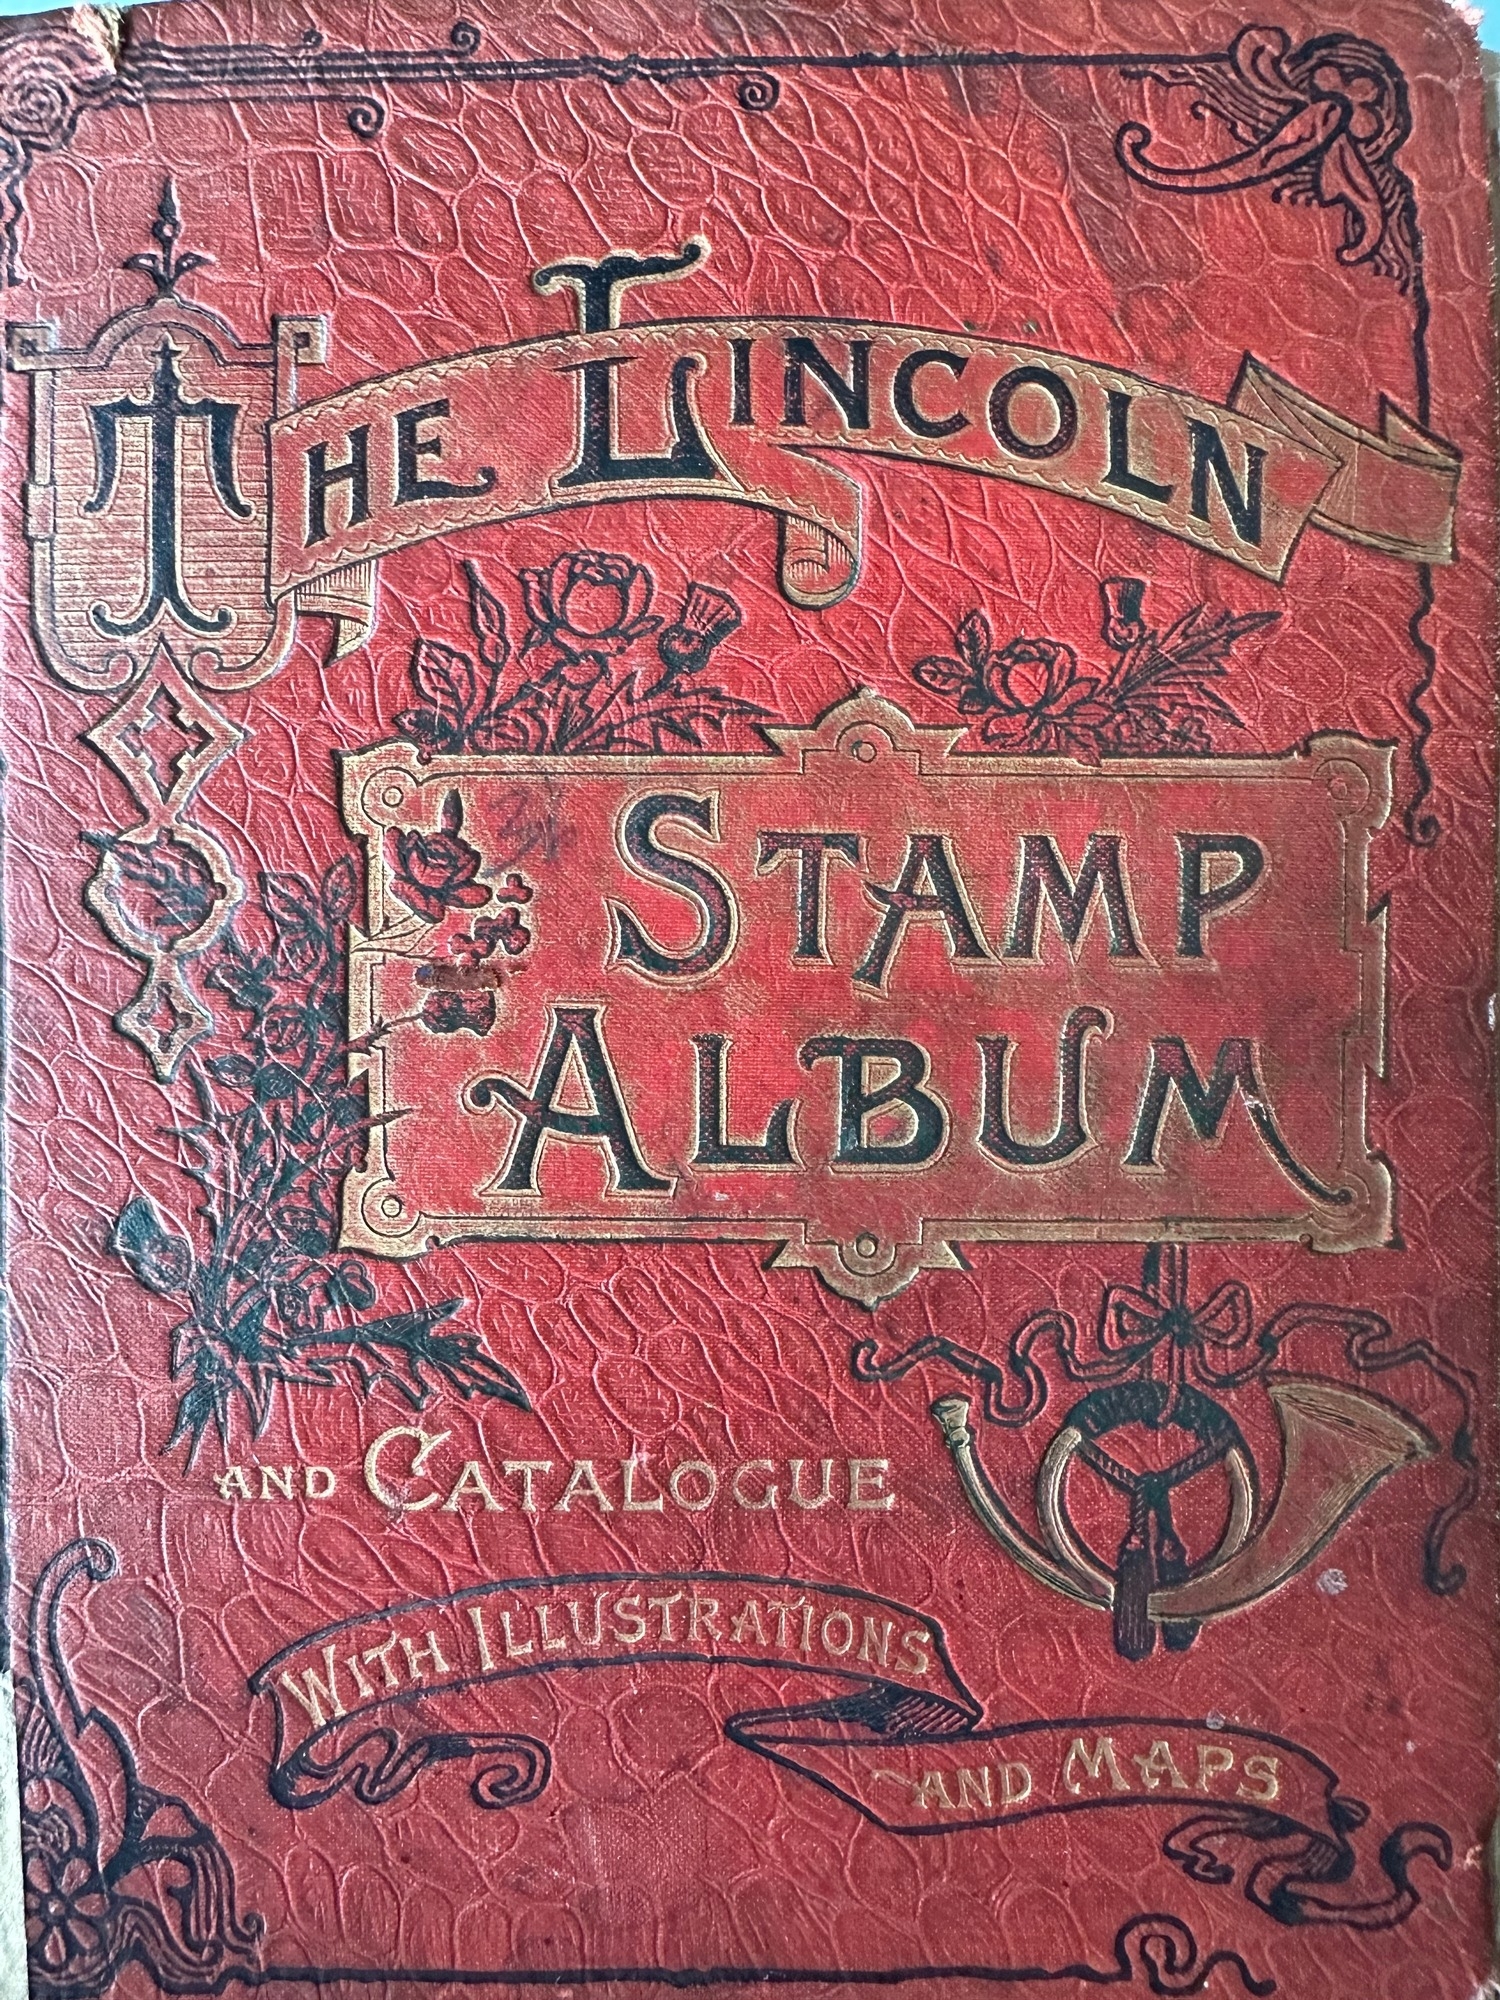 THE LINCOLN
STAMP
ALBUM
AND CATALOGUE
WITH ILLUSTRATIONS
AND MAPS